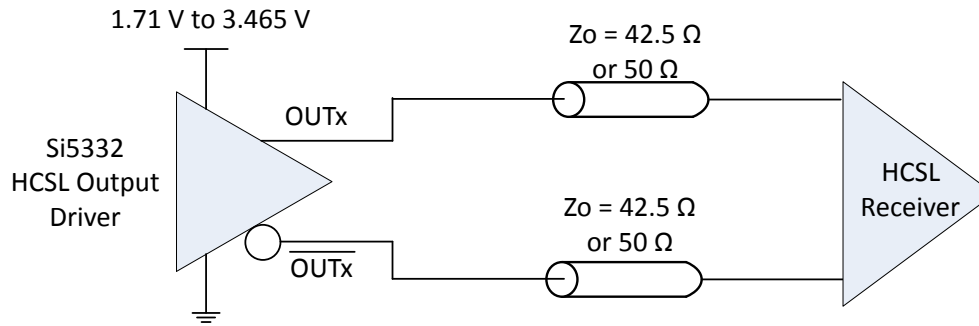 1.71 V to 3.465 V
Zo = 42.5 Ω
or 50 Ω
OUTx
Si5332
HCSL Output
Driver
HCSL
Receiver
Zo = 42.5 Ω
or 50 Ω
OUTx